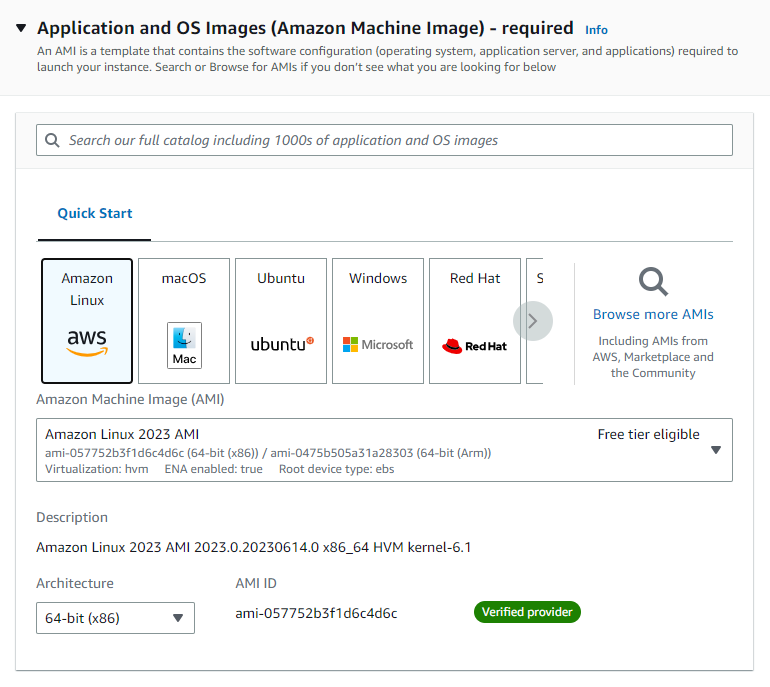 Application and OS Images (Amazon Machine Image) - required Info
An AMI is a template that contains the software configuration (operating system, application server, and applications) required to
launch your instance. Search or Browse for AMIs if you don't see what you are looking for below
Search our full catalog including 1000s of application and OS images
Quick Start
Amazon
Linux
aws
macOS
Mac
Ubuntu
ubuntu
Windows
Microsoft
Red Hat
Red Hat
S
Browse more AMIs
Including AMIs from
AWS, Marketplace and
the Community
Amazon Machine Image (AMI)
Amazon Linux 2023 AMI Free tier eligible
ami-057752b3f1d6c4d6c (64-bit (x86)) / ami-0475b505a31a28303 (64-bit (Arm))
Virtualization: hvm ENA enabled: true Root device type: ebs
Description
Amazon Linux 2023 AMI 2023.0.20230614.0 x86_64 HVM kernel-6.1
Architecture AMI ID
64-bit (x86) ami-057752b3f1d6c4d6c Verified provider